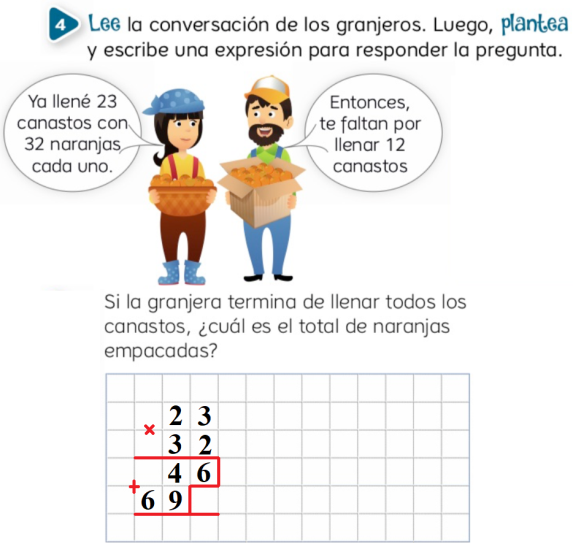 4 Lee la conversación de los granjeros. Luego, plantea
y escribe una expresión para responder la pregunta.
Ya llené 23
canastos con
32 naranjas
cada uno.
Entonces,
te faltan por
llenar 12
canastos
Si la granjera termina de llenar todos los
canastos, ¿cuál es el total de naranjas
empacadas?
2 3
×
3 2
4 6
+
6 9